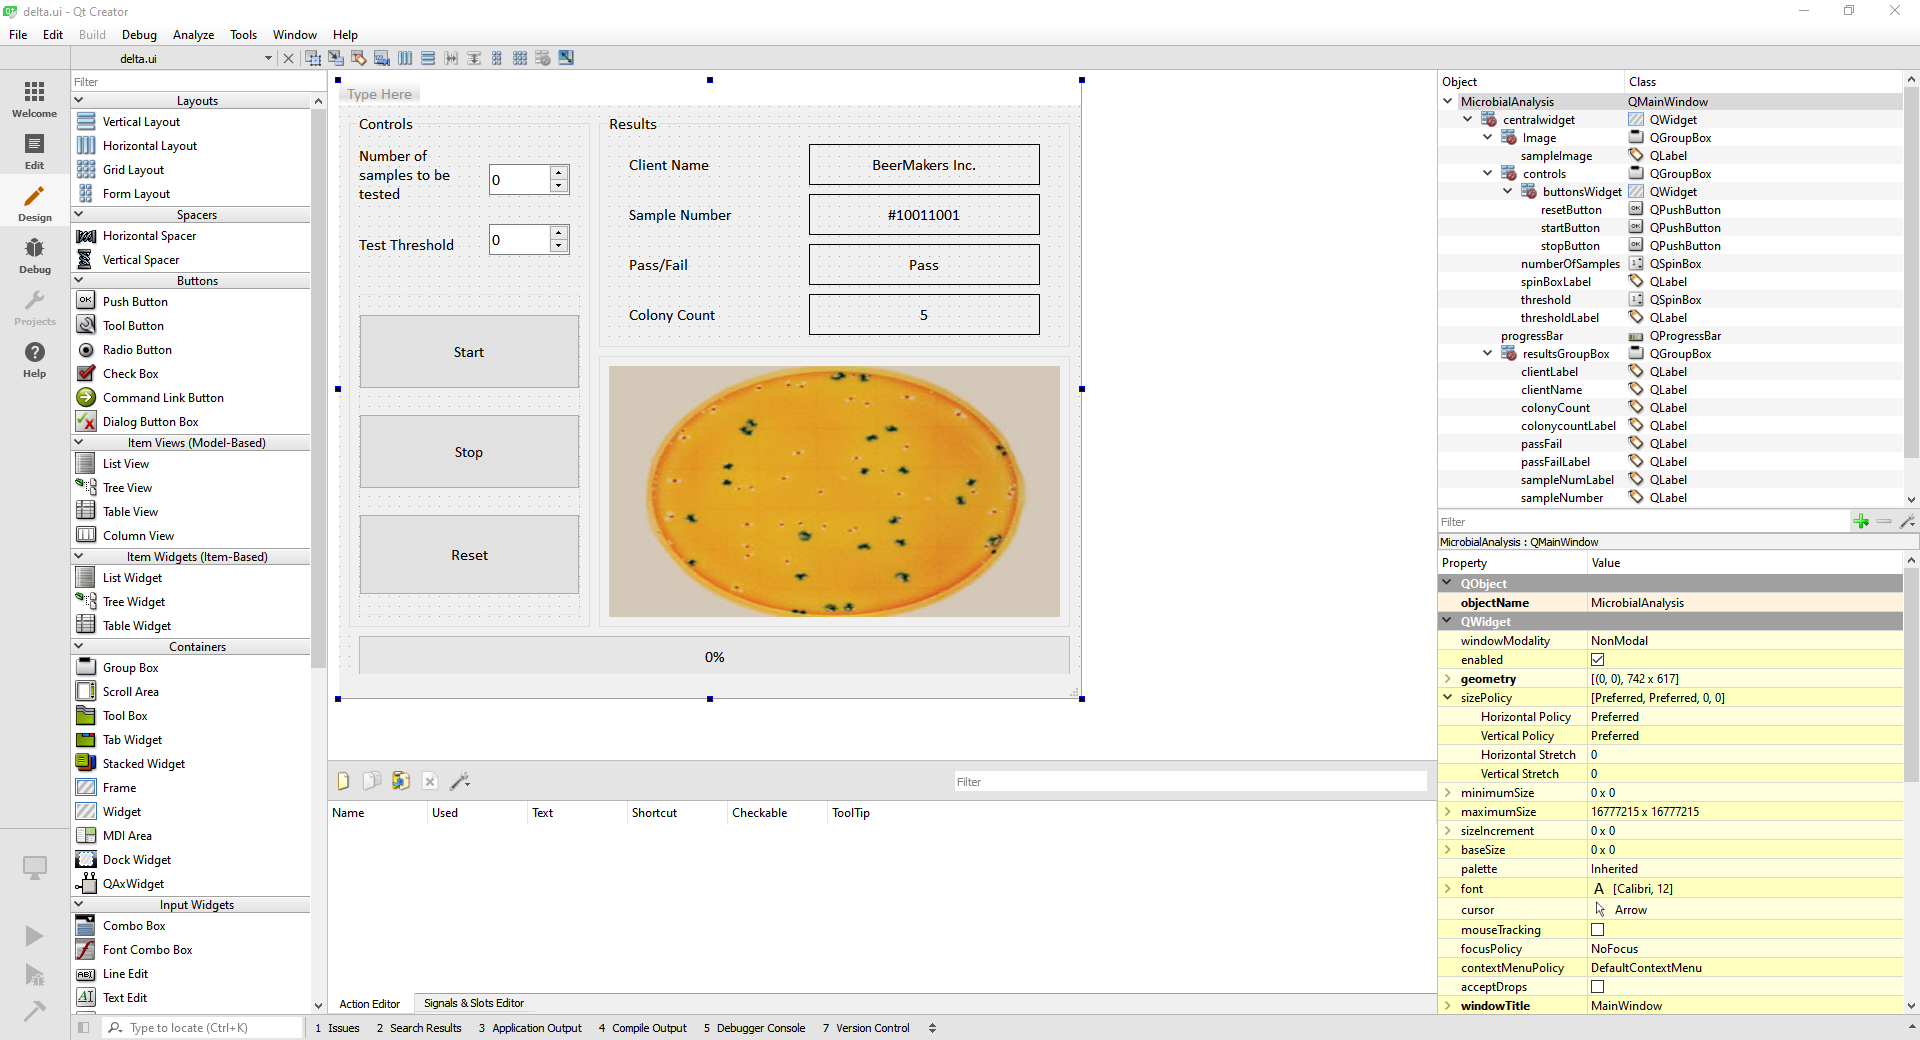 delta.ui - Qt Creator
File Edit Build Debug Analyze Tools Window Help
delta.ui
Welcome
Edit
Design
Debug
Projects
Help
Filter
Layouts
Vertical Layout
Horizontal Layout
Grid Layout
Form Layout
Spacers
Horizontal Spacer
Vertical Spacer
Buttons
Push Button
Tool Button
Radio Button
Check Box
Command Link Button
Dialog Button Box
Item Views (Model-Based)
List View
Tree View
Table View
Column View
Item Widgets (Item-Based)
List Widget
Tree Widget
Table Widget
Containers
Group Box
Scroll Area
Tool Box
Tab Widget
Stacked Widget
Frame
Widget
MDI Area
Dock Widget
QAxWidget
Input Widgets
Combo Box
Font Combo Box
Line Edit
Text Edit
Type Here
Controls
Number of
samples to be
tested
0
Test Threshold
0
Start
Stop
Reset
Results
Client Name BeerMakers Inc.
Sample Number #10011001
Pass/Fail Pass
Colony Count 5
0%
Filter
Name Used Text Shortcut Checkable ToolTip
Action Editor Signals & Slots Editor
Object Class
MicrobialAnalysis QMainWindow
centralwidget QWidget
Image QGroupBox
sampleImage QLabel
controls QGroupBox
buttonsWidget QWidget
resetButton QPushButton
startButton QPushButton
stopButton QPushButton
numberOfSamples QSpinBox
spinBoxLabel QLabel
threshold QSpinBox
thresholdLabel QLabel
progressBar QProgressBar
resultsGroupBox QGroupBox
clientLabel QLabel
clientName QLabel
colonyCount QLabel
colonycountLabel QLabel
passFail QLabel
passFailLabel QLabel
sampleNumLabel QLabel
sampleNumber QLabel
Filter
MicrobialAnalysis : QMainWindow
Property Value
QObject
objectName MicrobialAnalysis
QWidget
windowModality NonModal
enabled
geometry [(0, 0), 742 x 617]
sizePolicy [Preferred, Preferred, 0, 0]
Horizontal Policy Preferred
Vertical Policy Preferred
Horizontal Stretch 0
Vertical Stretch 0
minimumSize 0 x 0
maximumSize 16777215 x 16777215
sizeIncrement 0 x 0
baseSize 0 x 0
palette Inherited
font A [Calibri, 12]
cursor Arrow
mouseTracking
focusPolicy NoFocus
contextMenuPolicy DefaultContextMenu
acceptDrops
windowTitle MainWindow
Type to locate (Ctrl+K) 1 Issues 2 Search Results 3 Application Output 4 Compile Output 5 Debugger Console 7 Version Control